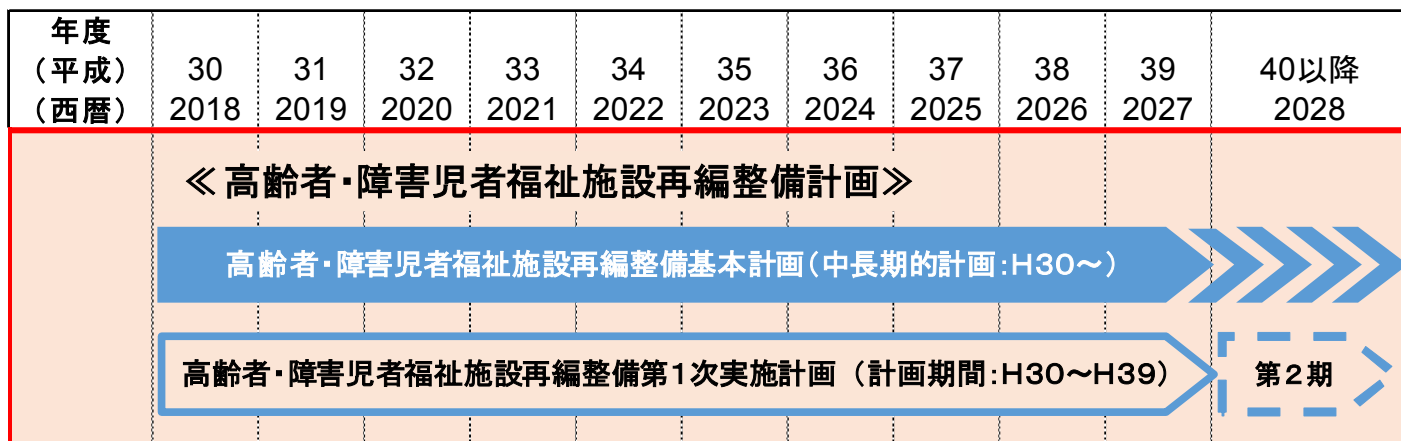 年度
（平成） 30 31 32 33 34 35 36 37 38 39 40以降
（西暦） 2018 2019 2020 2021 2022 2023 2024 2025 2026 2027 2028
≪高齢者・障害児者福祉施設再編整備計画≫
高齢者・障害児者福祉施設再編整備基本計画（中長期的計画：Ｈ30～）
高齢者・障害児者福祉施設再編整備第１次実施計画 （計画期間：Ｈ30～Ｈ39） 第２期